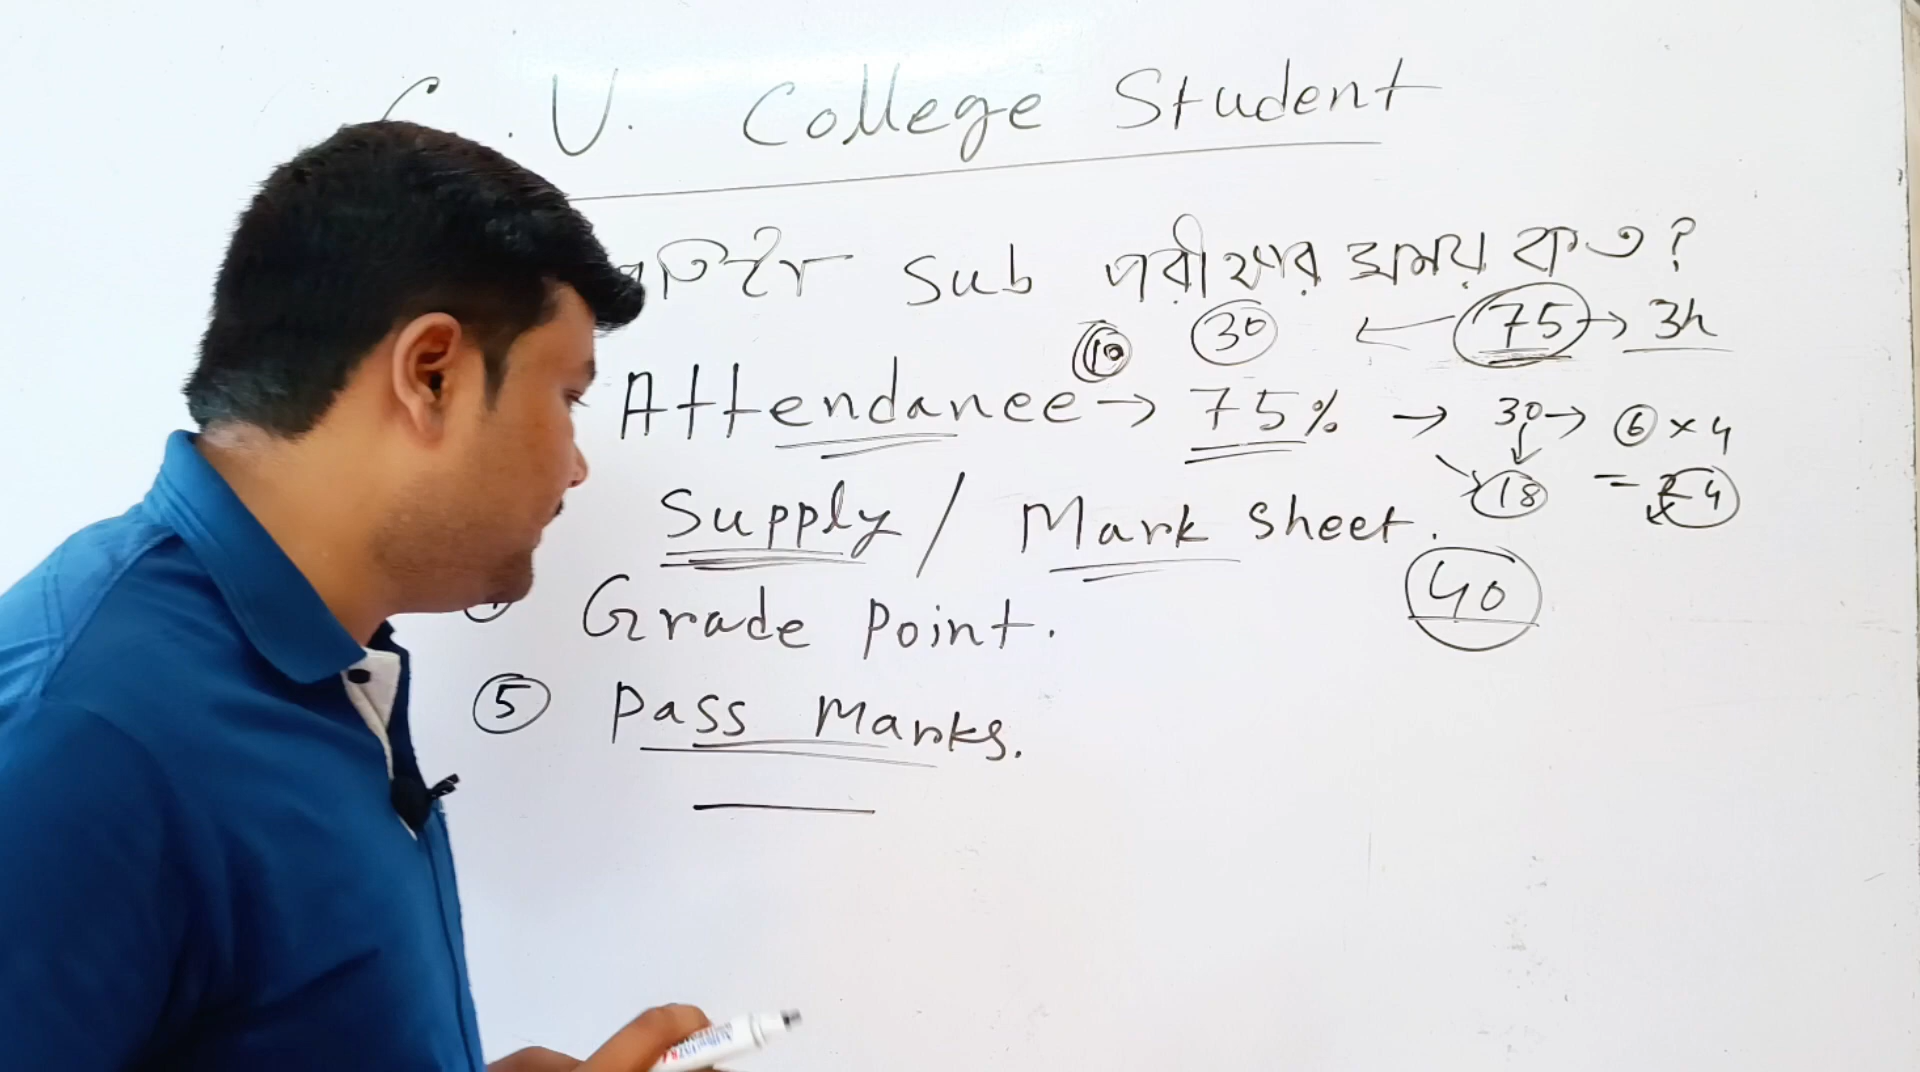 C. U. College Student
Sub পরীক্ষার সময় কত?
10 30 ← 75 → 3h
Attendance → 75% → 30 → 6 × 4
18 = 24
Supply / Mark Sheet.
40
Grade Point.
5 Pass Marks.